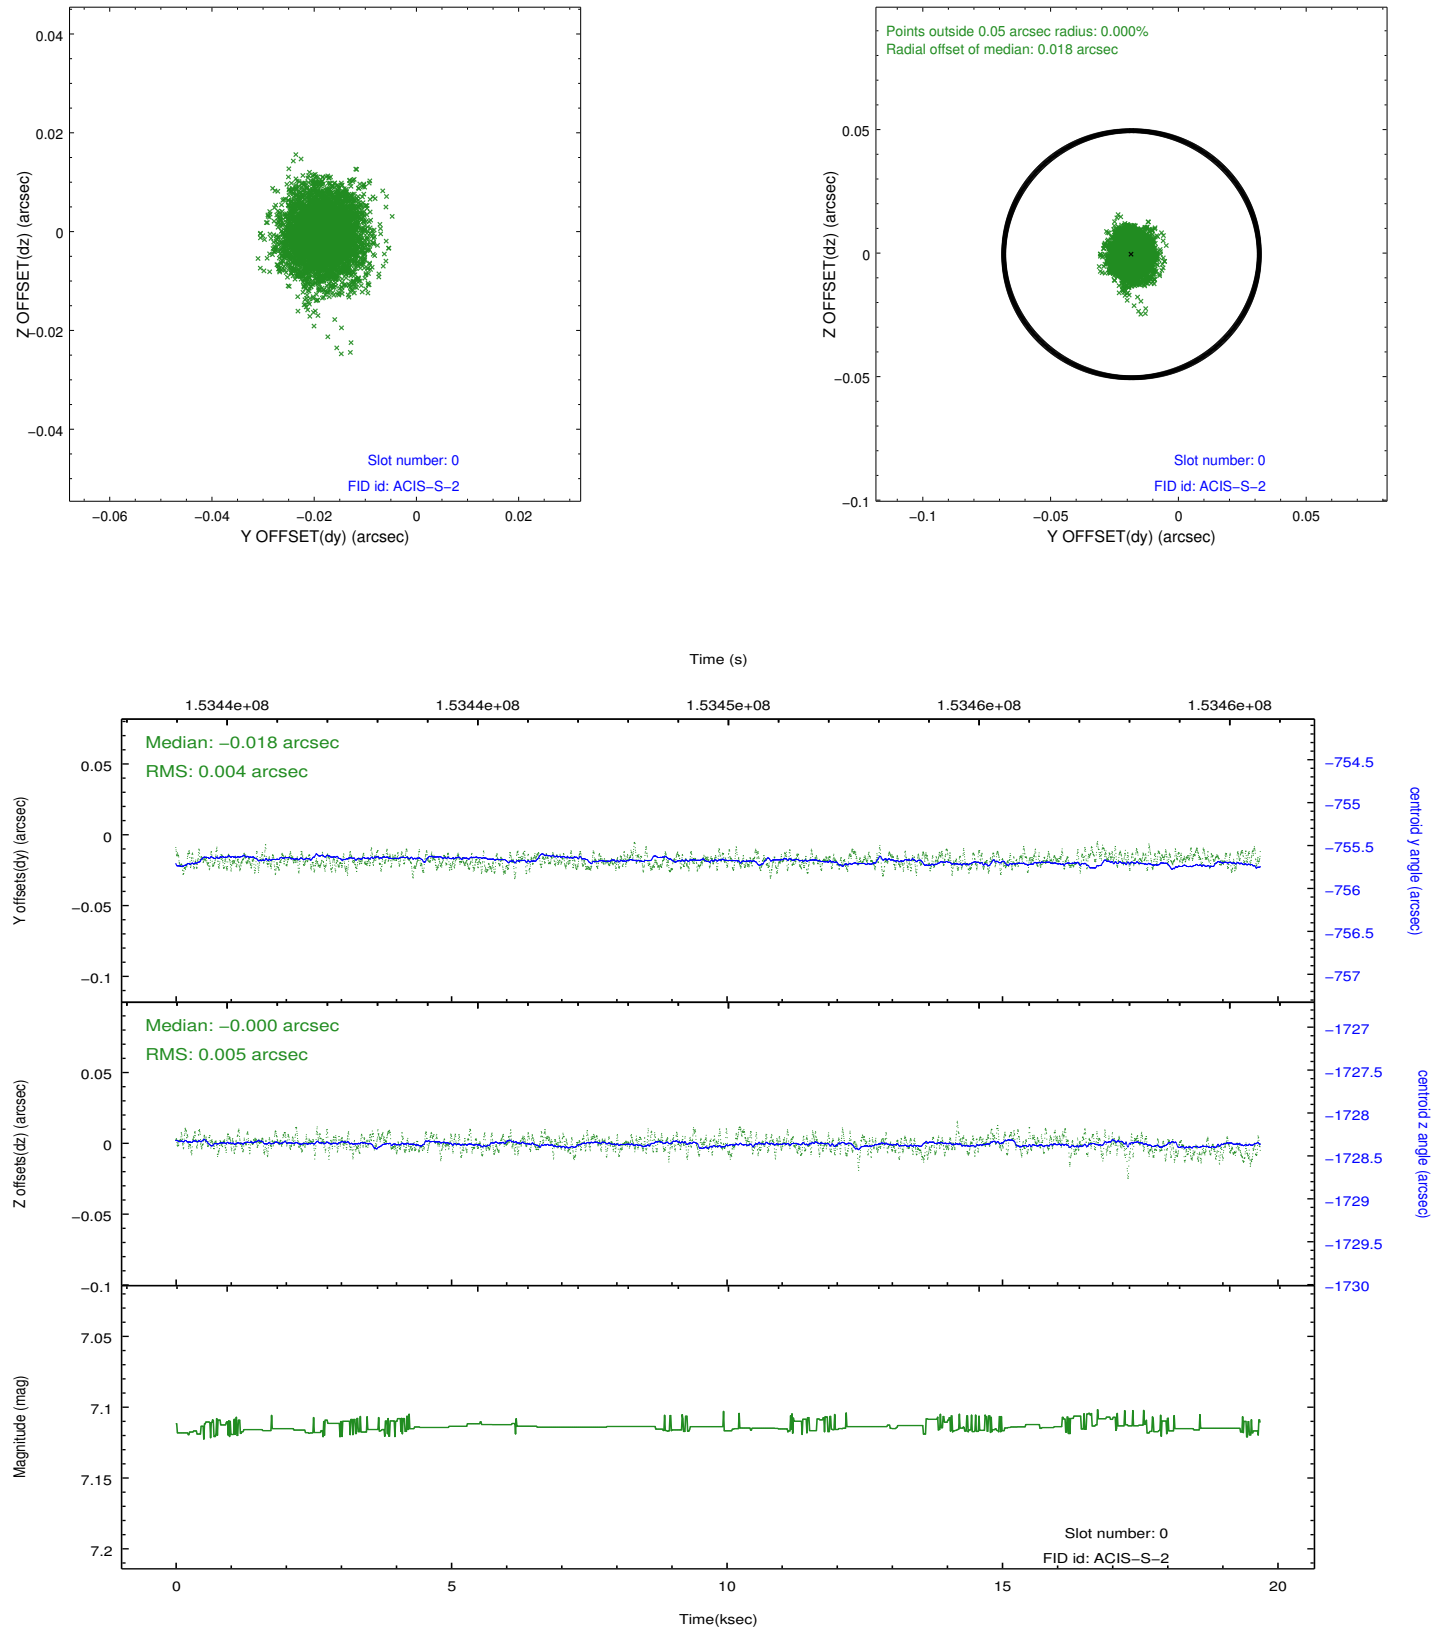 0.04
0.02
0
−0.02
−0.04
Z OFFSET(dz) (arcsec)
Slot number: 0
FID id: ACIS−S−2
−0.06
−0.04
−0.02
0
0.02
Y OFFSET(dy) (arcsec)
Points outside 0.05 arcsec radius: 0.000%
Radial offset of median: 0.018 arcsec
0.05
0
−0.05
−0.1
Z OFFSET(dz) (arcsec)
Slot number: 0
FID id: ACIS−S−2
−0.1
−0.05
0
0.05
Y OFFSET(dy) (arcsec)
Time (s)
1.5344e+08
1.5344e+08
1.5345e+08
1.5346e+08
1.5346e+08
Median: −0.018 arcsec
RMS: 0.004 arcsec
0.05
0
−0.05
−0.1
Y offsets(dy) (arcsec)
−754.5
−755
−755.5
−756
−756.5
−757
centroid y angle (arcsec)
Median: −0.000 arcsec
RMS: 0.005 arcsec
0.05
0
−0.05
−0.1
Z offsets(dz) (arcsec)
−1727
−1727.5
−1728
−1728.5
−1729
−1729.5
−1730
centroid z angle (arcsec)
7.05
7.1
7.15
7.2
Magnitude (mag)
Slot number: 0
FID id: ACIS−S−2
0
5
10
15
20
Time(ksec)